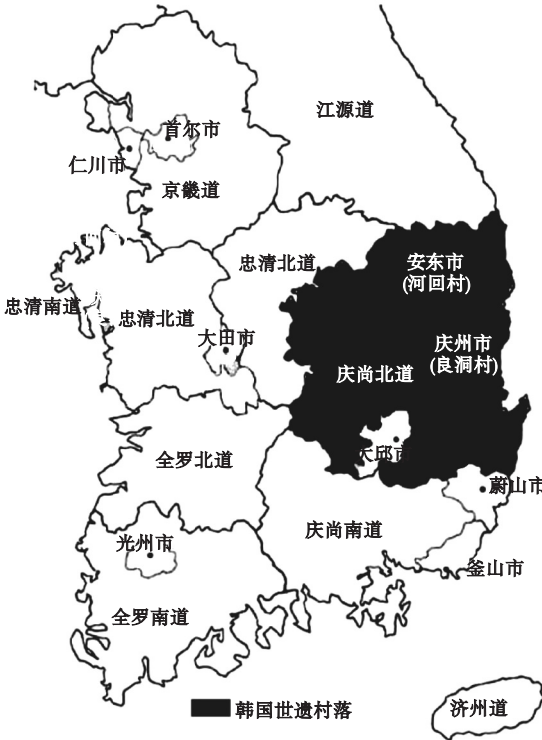 江源道
首尔市
仁川市
京畿道
忠清北道
安东市
(河回村)
忠清南道
忠清北道
大田市
庆州市
(良洞村)
庆尚北道
大邱市
全罗北道
蔚山市
庆尚南道
光州市
釜山市
全罗南道
韩国世遗村落
济州道